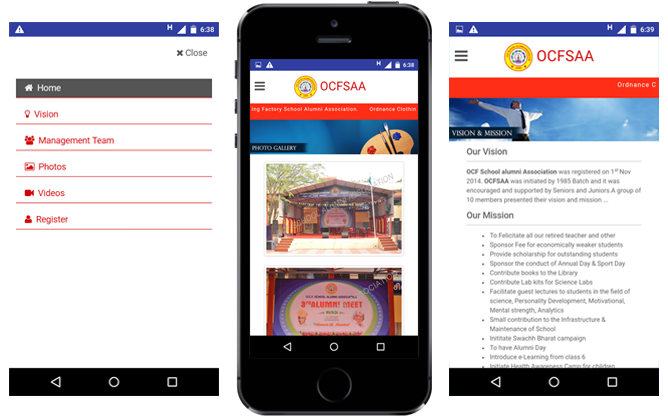 H 6:38
Close
Home
Vision
Management Team
Photos
Videos
Register
H 6:38
OCFSAA
ing Factory School Alumni Association. Ordnance Clothin
PHOTO GALLERY
OCF SCHOOL ALUMNI ASSOCIATION
3rd ALUMNI MEET
H 6:39
OCFSAA
Ordnance C
VISION & MISSION
Our Vision
OCF School alumni Association was registered on 1st Nov
2014. OCFSAA was initiated by 1985 Batch and it was
encouraged and supported by Seniors and Juniors.A group of
10 members presented their vision and mission ...
Our Mission
To Felicitate all our retired teacher and other
Sponsor Fee for economically weaker students
Provide scholarship for outstanding students
Sponsor the conduct of Annual Day & Sport Day
Contribute books to the Library
Contribute Lab kits for Science Labs
Facilitate guest lectures to students in the field of
science, Personality Development, Motivational,
Mental strength, Analytics
Small contribution to the Infrastructure &
Maintenance of School
Inititate Swachh Bharat campaign
To have Alumni Day
Introduce e-Learning from class 6
Initiate Health Awareness Camp for children